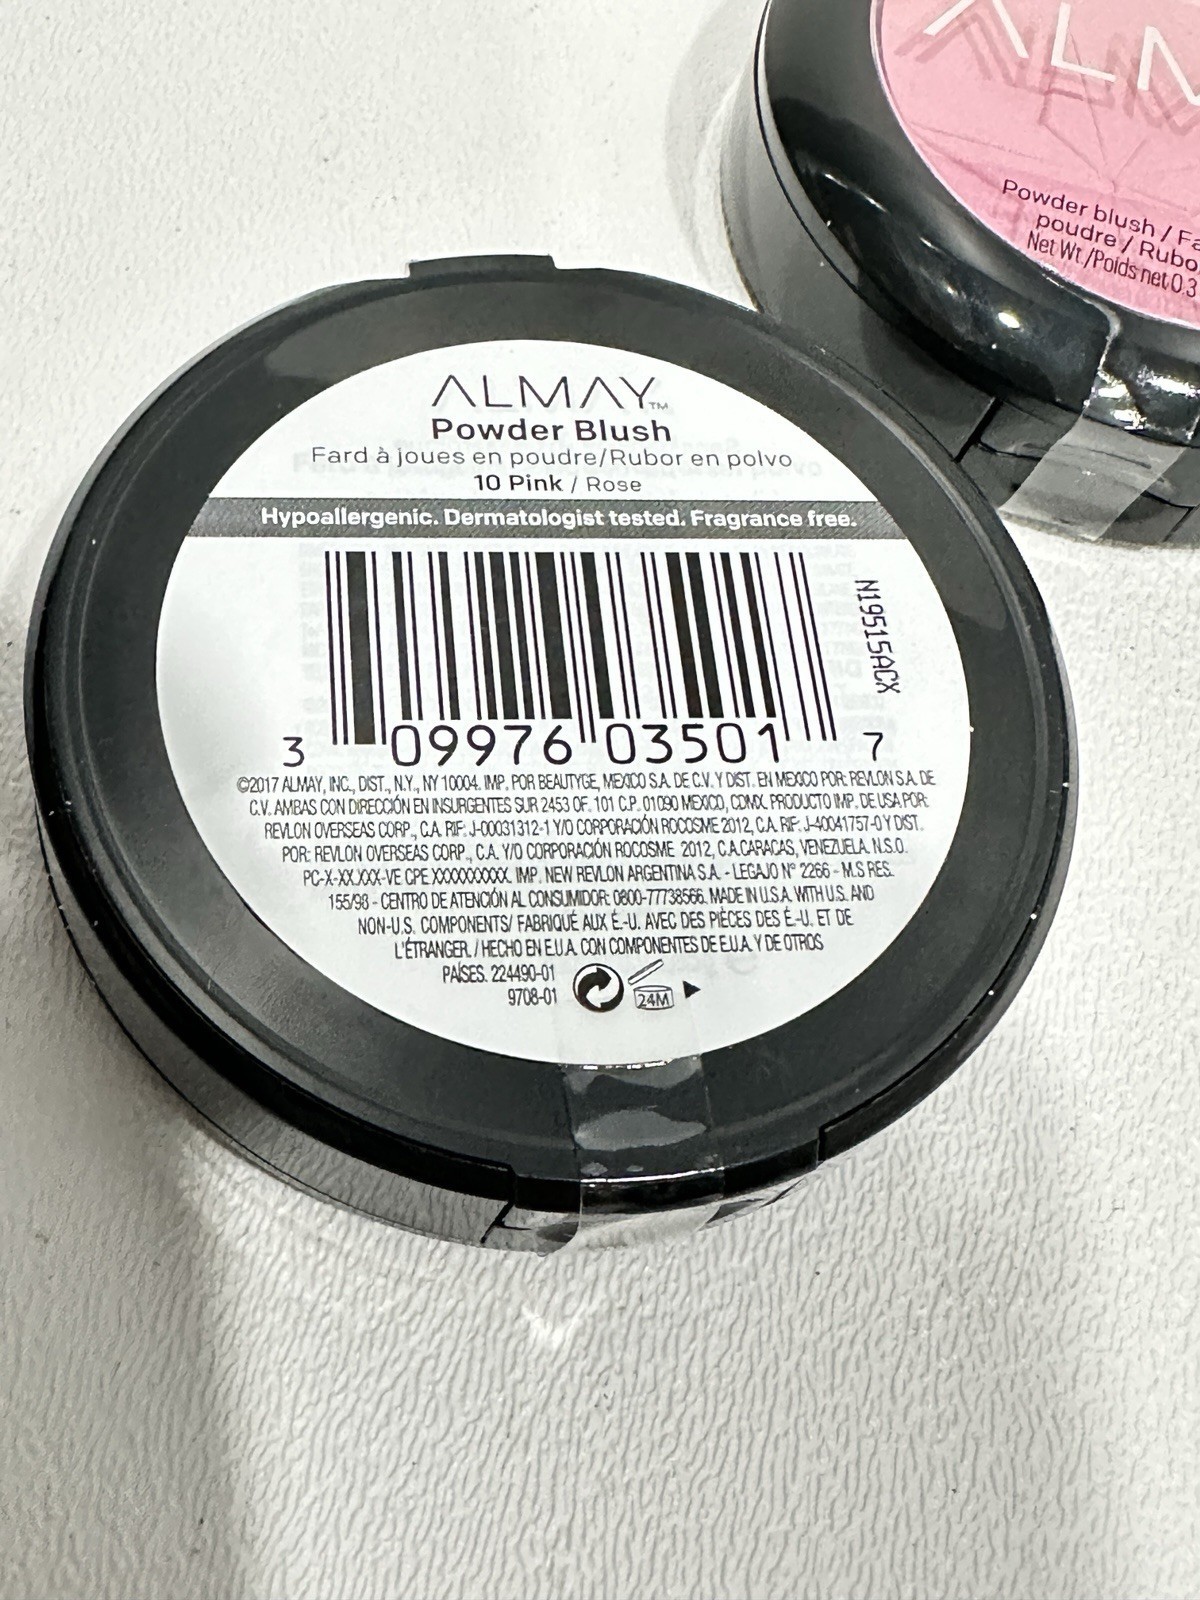 ALM
Powder blush / Fa
poudre / Rubo
Net Wt./Poids net 0.3
ALMAY™
Powder Blush
Fard à joues en poudre/Rubor en polvo
10 Pink / Rose
Hypoallergenic. Dermatologist tested. Fragrance free.
N19515ACX
3 09976 03501 7
©2017 ALMAY, INC., DIST., N.Y., NY 10004. IMP. POR BEAUTYGE, MEXICO S.A. DE C.V. Y DIST. EN MEXICO POR: REVLON S.A. DE
C.V. AMBAS CON DIRECCIÓN EN INSURGENTES SUR 2453 OF. 101 C.P. 01090 MEXICO, CDMX. PRODUCTO IMP. DE USA POR:
REVLON OVERSEAS CORP., C.A. RIF: J-00031312-1 Y/O CORPORACIÓN ROCOSME 2012, C.A. RIF: J-40041757-0 Y DIST.
POR: REVLON OVERSEAS CORP., C.A. Y/O CORPORACIÓN ROCOSME 2012, C.A.CARACAS, VENEZUELA. N.S.O.
PC-X-XX.XXX-VE CPE XXXXXXXXXX. IMP. NEW REVLON ARGENTINA S.A. - LEGAJO N° 2266 - M.S RES.
155/98 - CENTRO DE ATENCIÓN AL CONSUMIDOR: 0800-77738566. MADE IN U.S.A. WITH U.S. AND
NON-U.S. COMPONENTS/ FABRIQUÉ AUX É.-U. AVEC DES PIÈCES DES É.-U. ET DE
L'ÉTRANGER. / HECHO EN E.U.A. CON COMPONENTES DE E.U.A. Y DE OTROS
PAÍSES. 224490-01
9708-01
24M